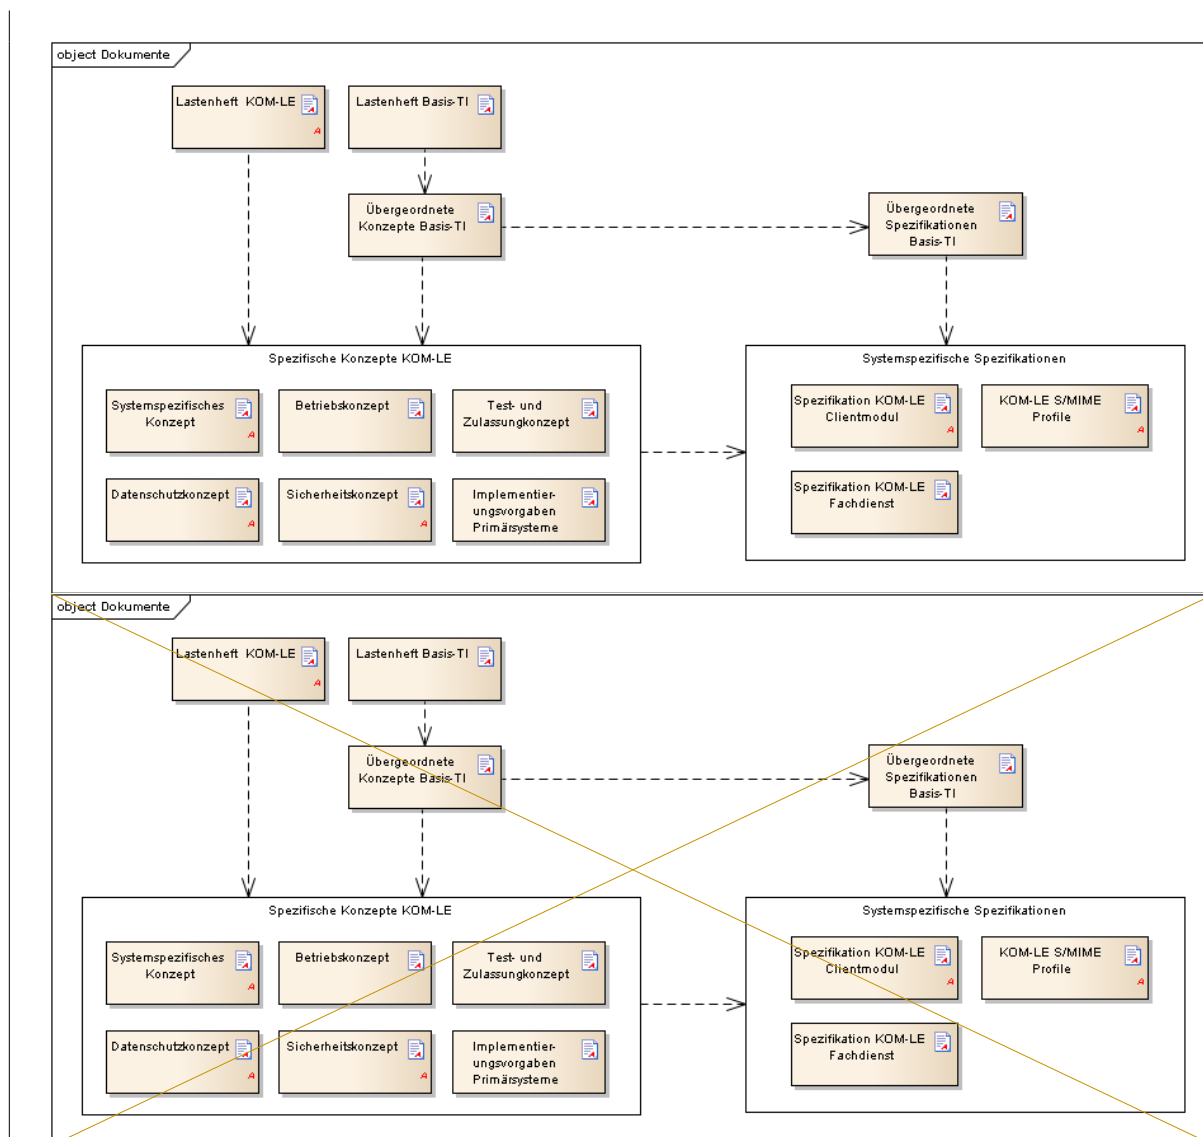 object Dokumente
Lastenheft KOM-LE
A
Lastenheft Basis-TI
Übergeordnete
Konzepte Basis-TI
Übergeordnete
Spezifikationen
Basis-TI
Spezifische Konzepte KOM-LE
Systemspezifisches
Konzept
A
Betriebskonzept
Test- und
Zulassungkonzept
Datenschutzkonzept
A
Sicherheitskonzept
A
Implementier-
ungsvorgaben
Primärsysteme
Systemspezifische Spezifikationen
Spezifikation KOM-LE
Clientmodul
A
KOM-LE S/MIME
Profile
A
Spezifikation KOM-LE
Fachdienst
object Dokumente
Lastenheft KOM-LE
A
Lastenheft Basis-TI
Übergeordnete
Konzepte Basis-TI
Übergeordnete
Spezifikationen
Basis-TI
Spezifische Konzepte KOM-LE
Systemspezifisches
Konzept
A
Betriebskonzept
Test- und
Zulassungkonzept
Datenschutzkonzept
A
Sicherheitskonzept
A
Implementier-
ungsvorgaben
Primärsysteme
Systemspezifische Spezifikationen
Spezifikation KOM-LE
Clientmodul
A
KOM-LE S/MIME
Profile
A
Spezifikation KOM-LE
Fachdienst